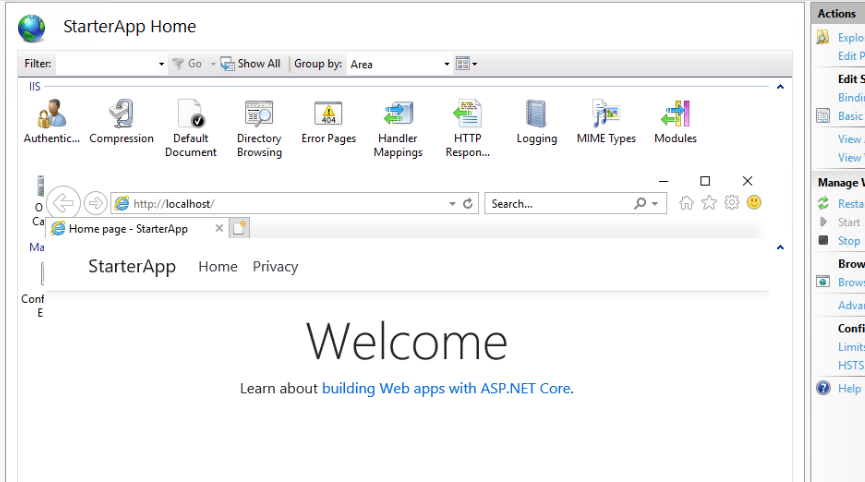 StarterApp Home
Actions
Filter: Go Show All Group by: Area
IIS
Authentic... Compression Default Document Directory Browsing Error Pages Handler Mappings HTTP Respon... Logging MIME Types Modules
404
http://localhost/ Search...
Home page - StarterApp
StarterApp Home Privacy
Welcome
Learn about building Web apps with ASP.NET Core.
Explo
Edit P
Edit S
Bindin
Basic
View
View
Manage W
Resta
Start
Stop
Brow
Brows
Advan
Confi
Limits
HSTS
Help
O
Ca
Ma
Conf
E